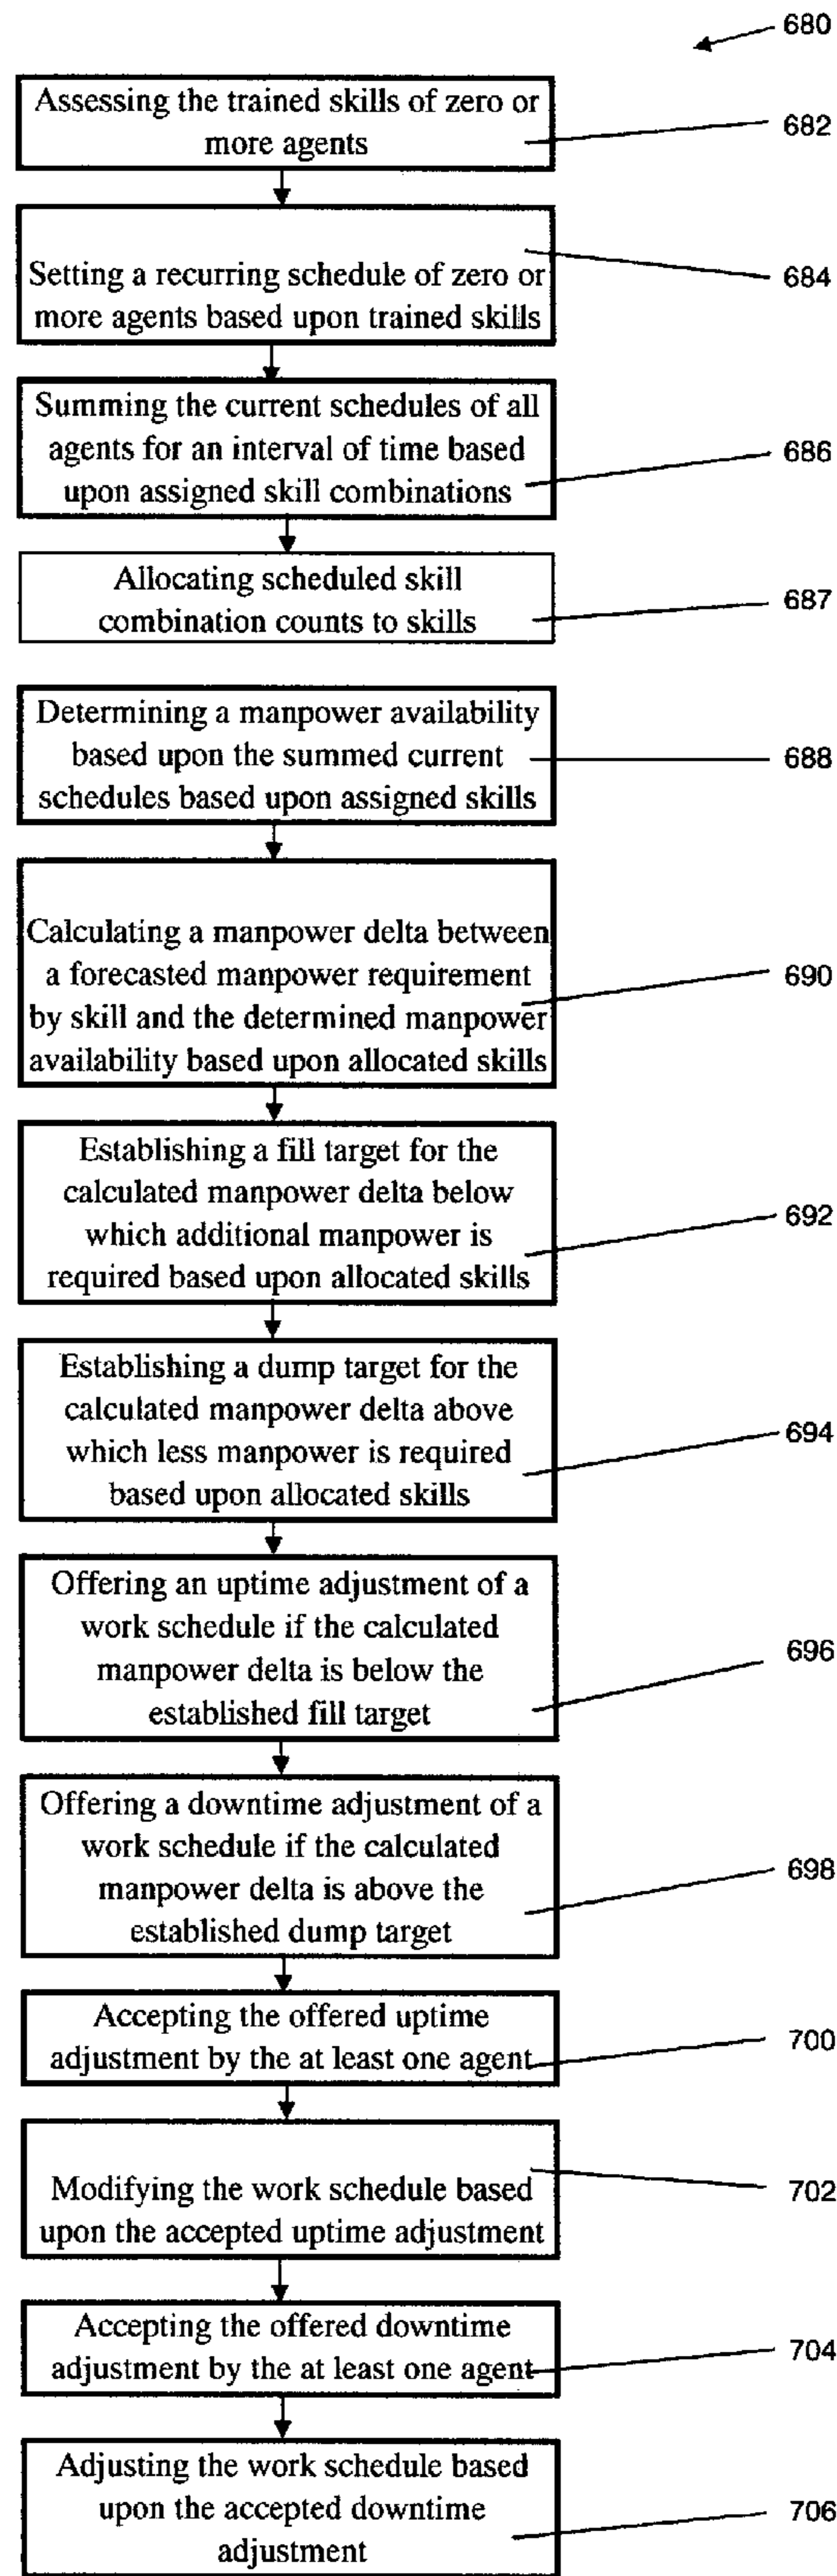 680
Assessing the trained skills of zero or
more agents
682
Setting a recurring schedule of zero or
more agents based upon trained skills
684
Summing the current schedules of all
agents for an interval of time based
upon assigned skill combinations
686
Allocating scheduled skill
combination counts to skills
687
Determining a manpower availability
based upon the summed current
schedules based upon assigned skills
688
Calculating a manpower delta between
a forecasted manpower requirement
by skill and the determined manpower
availability based upon allocated skills
690
Establishing a fill target for the
calculated manpower delta below
which additional manpower is
required based upon allocated skills
692
Establishing a dump target for the
calculated manpower delta above
which less manpower is required
based upon allocated skills
694
Offering an uptime adjustment of a
work schedule if the calculated
manpower delta is below the
established fill target
696
Offering a downtime adjustment of a
work schedule if the calculated
manpower delta is above the
established dump target
698
Accepting the offered uptime
adjustment by the at least one agent
700
Modifying the work schedule based
upon the accepted uptime adjustment
702
Accepting the offered downtime
adjustment by the at least one agent
704
Adjusting the work schedule based
upon the accepted downtime
adjustment
706